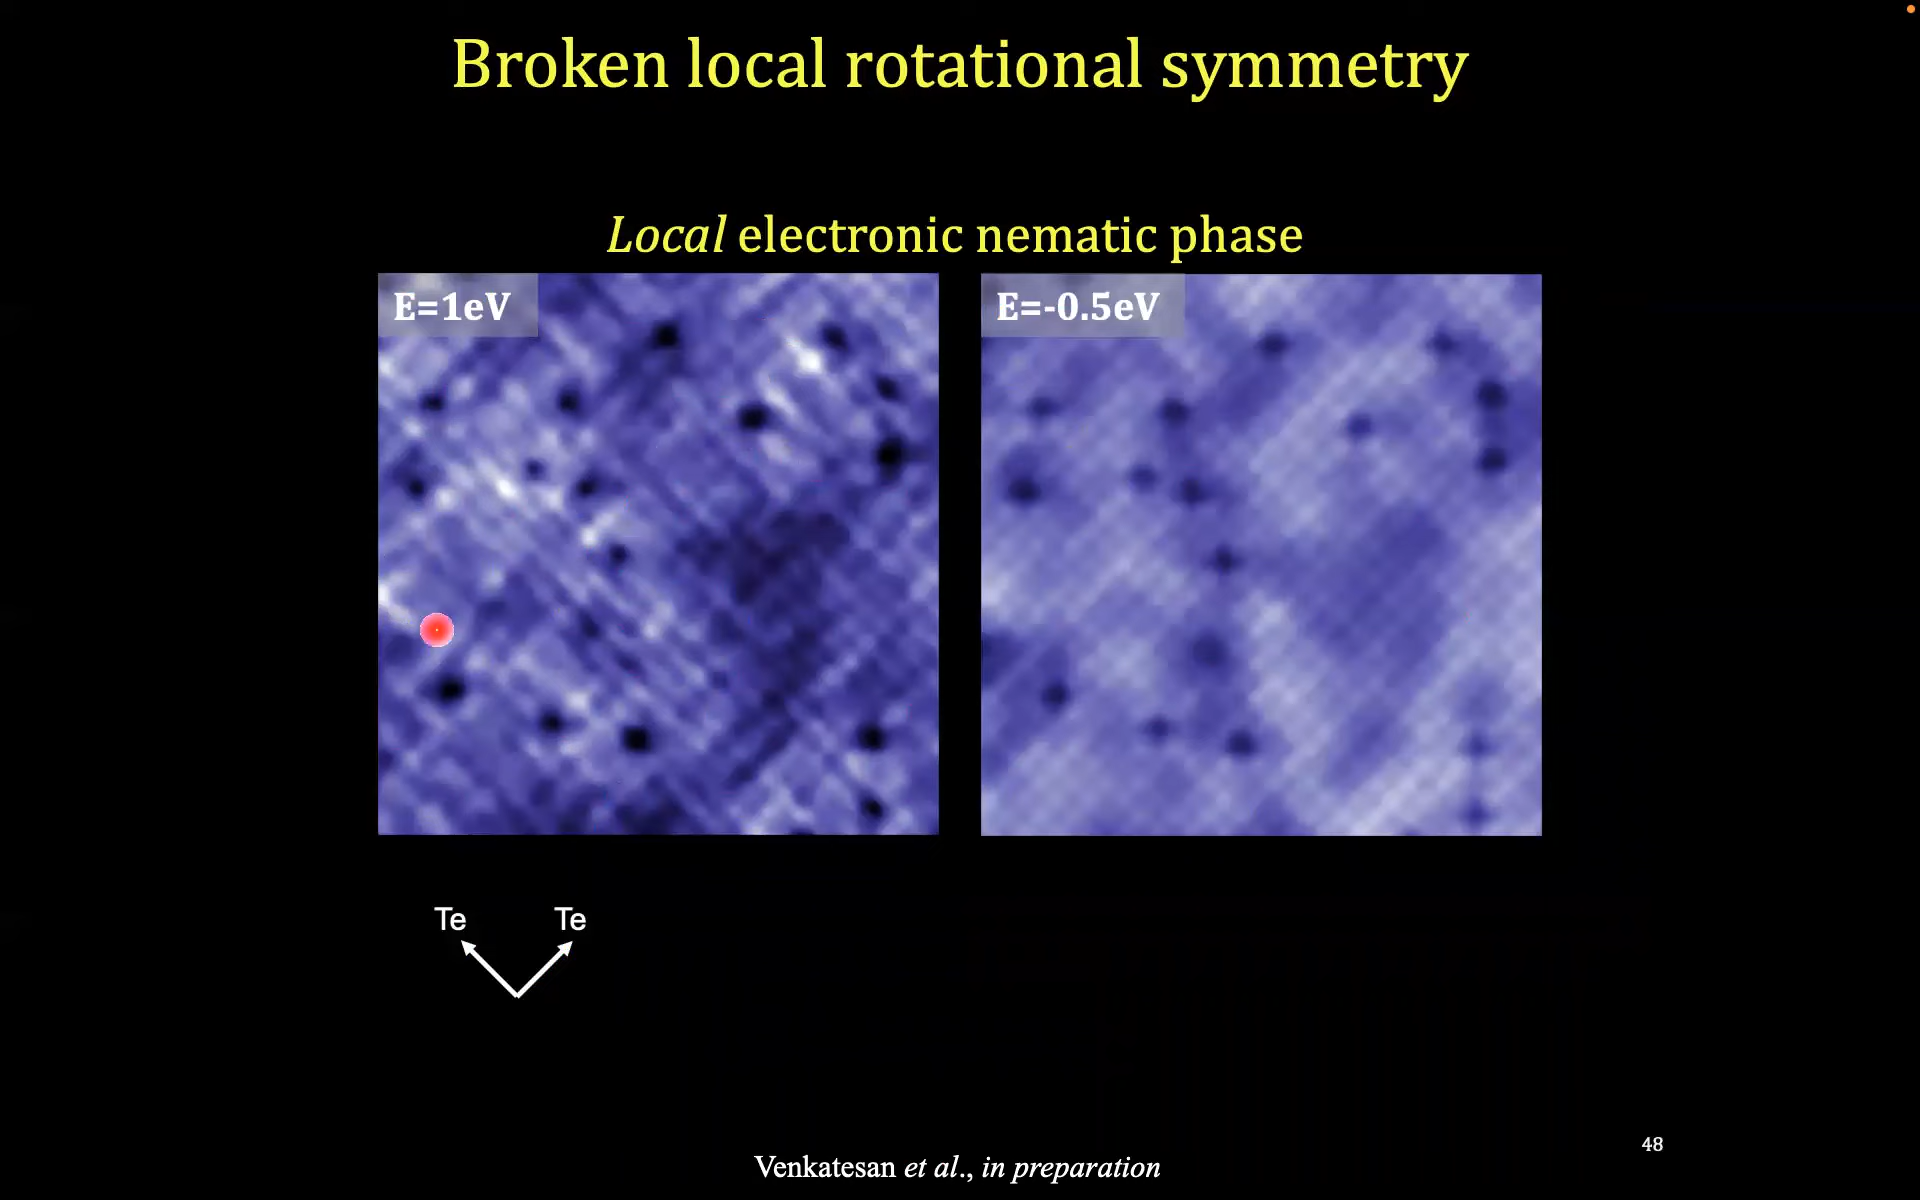 Broken local rotational symmetry
Local electronic nematic phase
E=1eV
E=-0.5eV
Te
Te
48
Venkatesan et al., in preparation